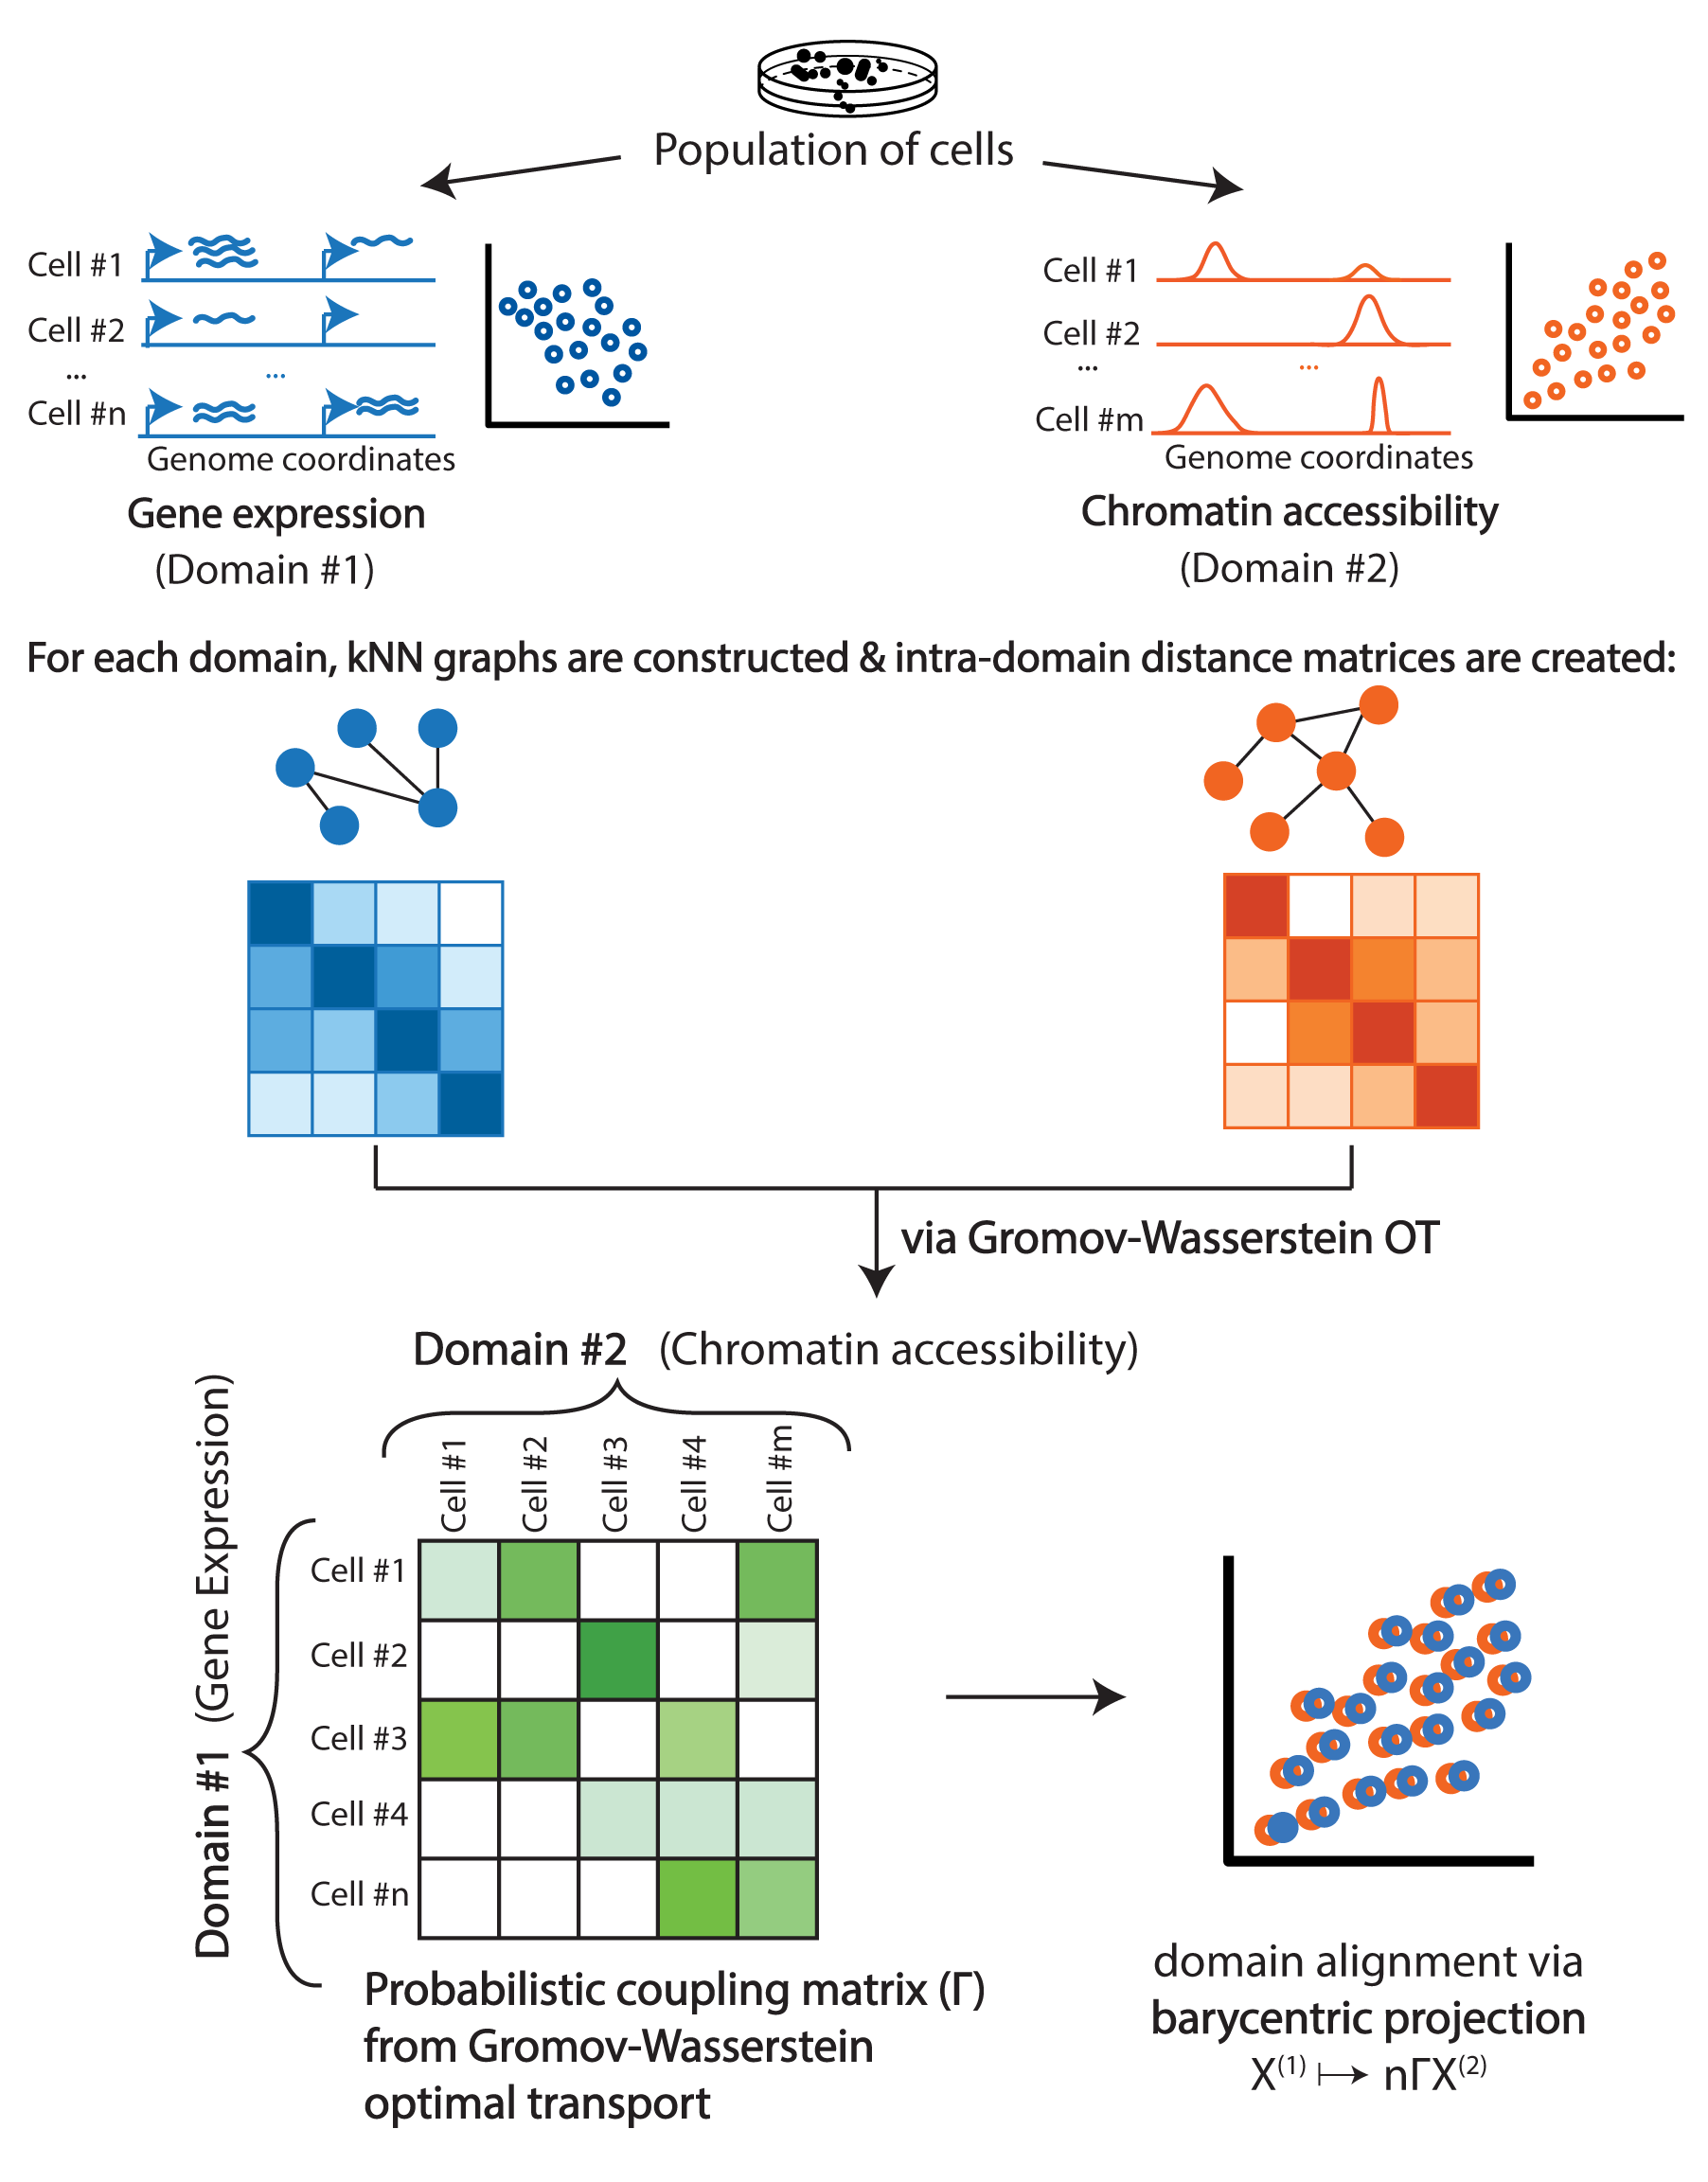 Population of cells
Cell #1
Cell #2
...
...
Cell #n
Genome coordinates
Gene expression
(Domain #1)
Cell #1
Cell #2
...
...
Cell #m
Genome coordinates
Chromatin accessibility
(Domain #2)
For each domain, kNN graphs are constructed & intra-domain distance matrices are created:
via Gromov-Wasserstein OT
Domain #2 (Chromatin accessibility)
Domain #1 (Gene Expression)
Cell #1
Cell #2
Cell #3
Cell #4
Cell #m
Cell #1
Cell #2
Cell #3
Cell #4
Cell #n
Probabilistic coupling matrix (Γ)
from Gromov-Wasserstein
optimal transport
domain alignment via
barycentric projection
X⁽¹⁾ ⟼ nΓX⁽²⁾